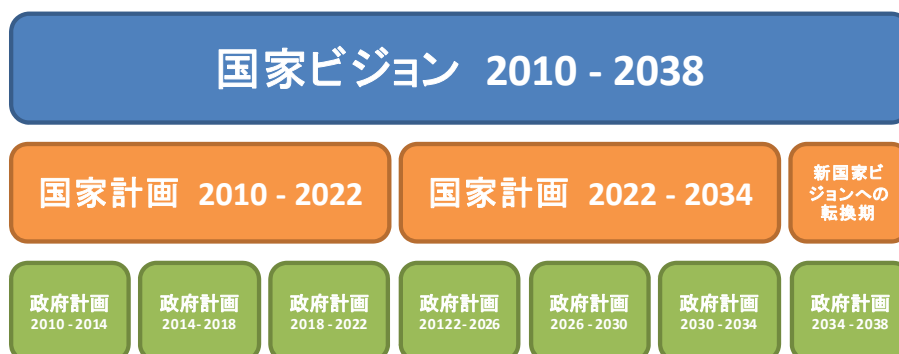 国家ビジョン 2010 - 2038
国家計画 2010 - 2022
国家計画 2022 - 2034
新国家ビ
ジョンへの
転換期
政府計画
2010 - 2014
政府計画
2014- 2018
政府計画
2018 - 2022
政府計画
20122- 2026
政府計画
2026 - 2030
政府計画
2030 - 2034
政府計画
2034 - 2038